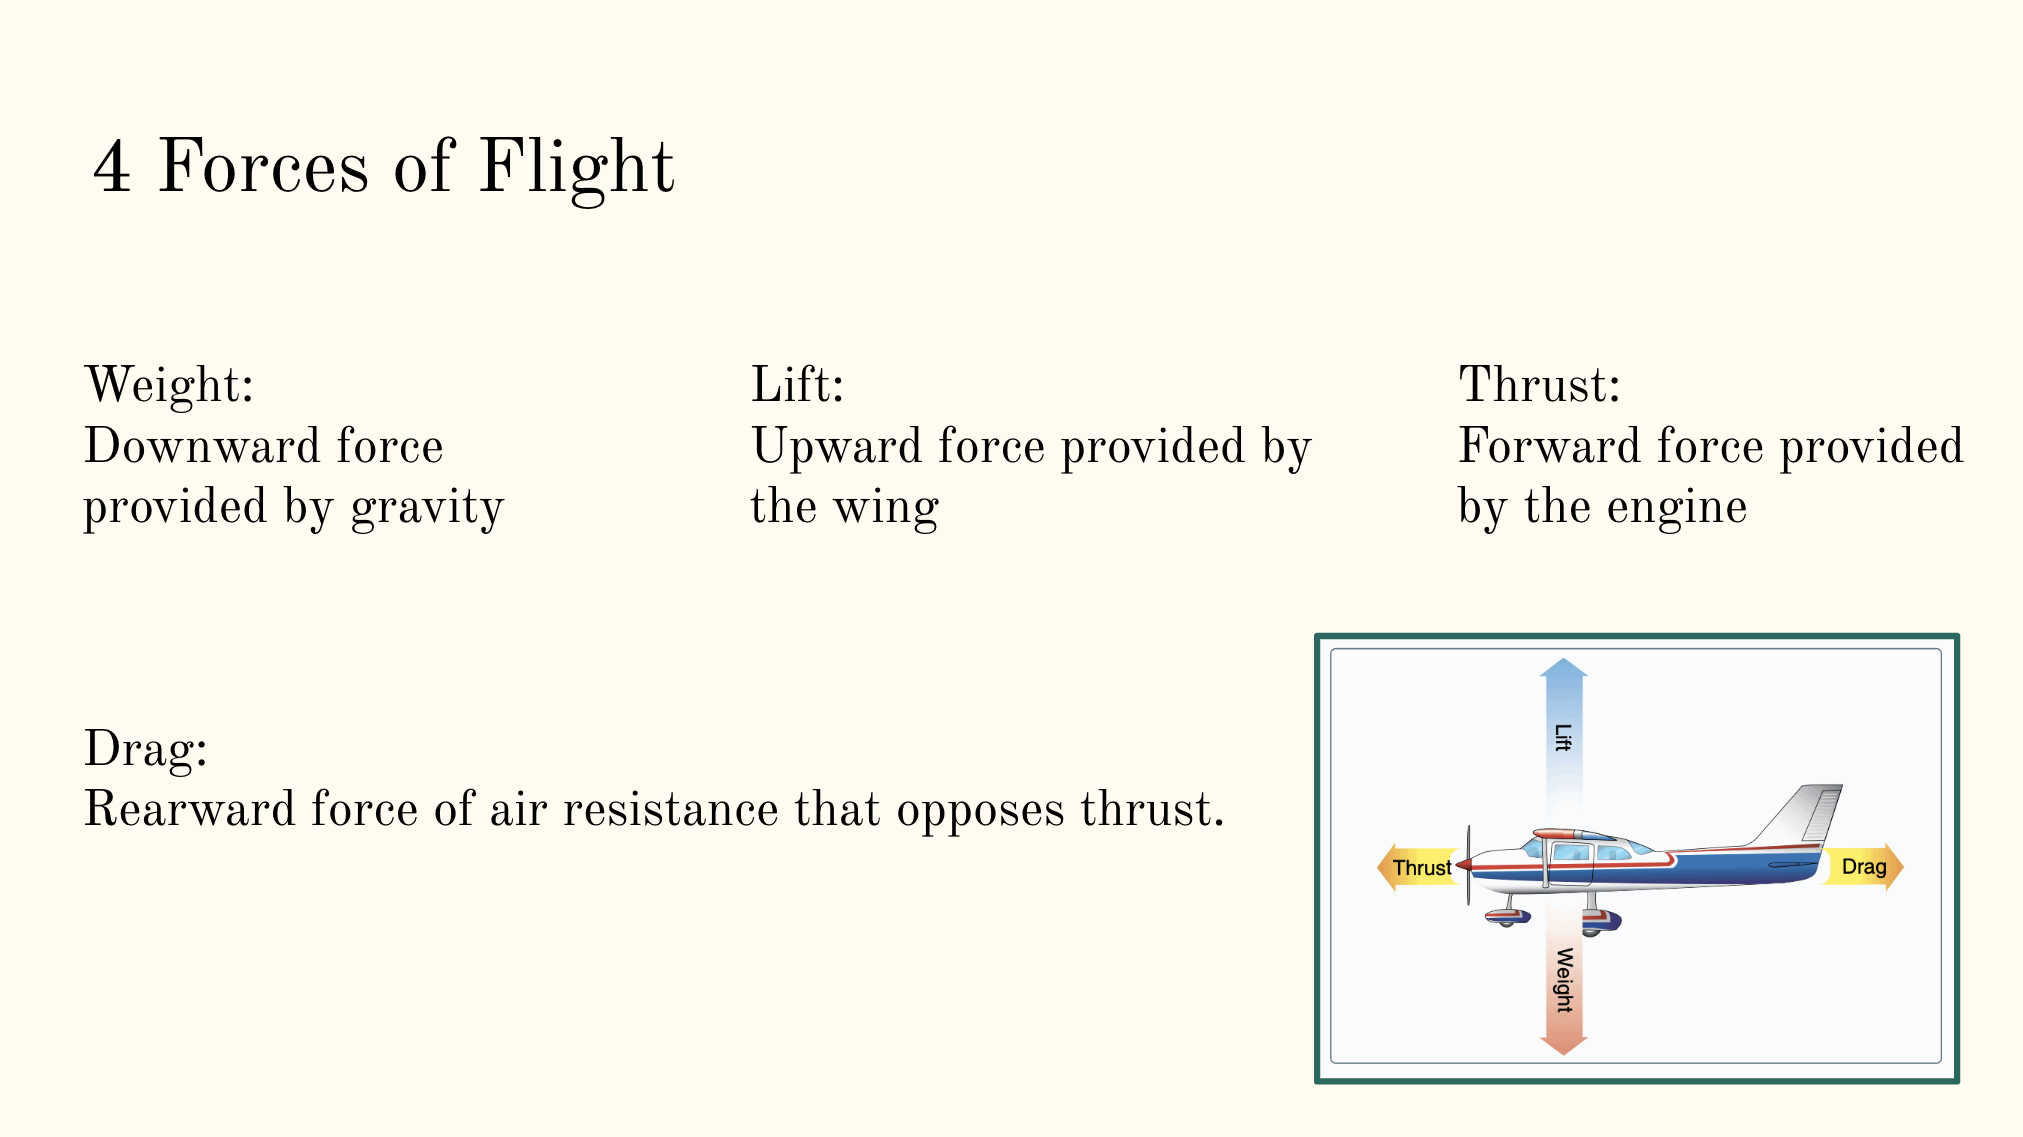 4 Forces of Flight
Weight:
Downward force
provided by gravity
Lift:
Upward force provided by
the wing
Thrust:
Forward force provided
by the engine
Drag:
Rearward force of air resistance that opposes thrust.
Lift
Thrust
Drag
Weight